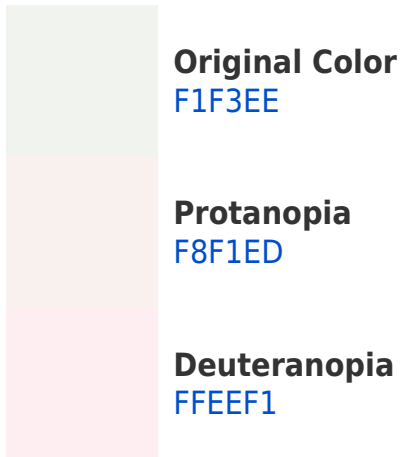 Original Color
F1F3EE
Protanopia
F8F1ED
Deuteranopia
FFEEF1